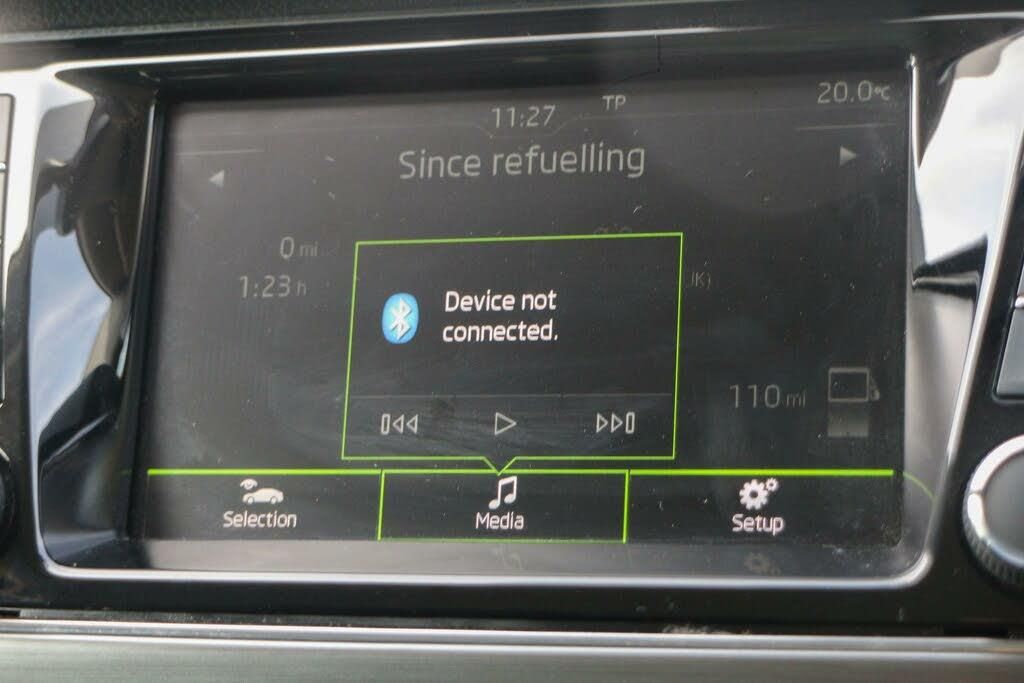 11:27
TP
20.0°C
Since refuelling
0 mi
1:23 h
Device not
connected.
110 mi
Selection
Media
Setup